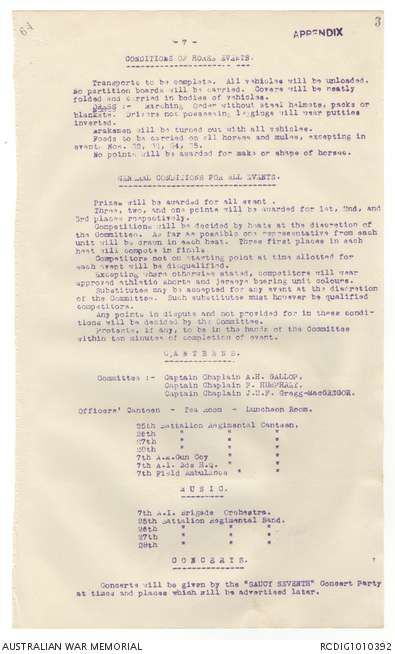 3
APPENDIX
- 7 -
CONDITIONS OF HORSE EVENTS.
Transports to be complete. All vehicles will be unloaded.
No partition boards will be carried. Covers will be neatly
folded and carried in bodies of vehicles.
DRESS :- Marching Order without steel helmets, packs or
blankets. Drivers not possessing leggings will wear putties
inverted.
Brakesmen will be turned out with all vehicles.
Feeds to be carried on all horses and mules, excepting in
event Nos.
No points will be awarded for make or shape of horses.
GENERAL CONDITIONS FOR ALL EVENTS.
Prizes will be awarded for all event .
Three, two, and one points will be awarded for 1st, 2nd, and
3rd places respectively.
Competitions will be decided by heats at the discretion of
the Committee. As far as possible one representative from each
unit will be drawn in each heat. Three first places in each
heat will compete in finals.
Competitors not on starting point at time allotted for
each event will be disqualified.
Excepting where otherwise stated, competitors will wear
approved athletic shorts and jerseys bearing unit colours.
Substitutes may be accepted for any event at the discretion
of the Committee. Such substitutes must however be qualified
competitors.
Any points in dispute and not provided for in these condi-
tions will be decided by the Committee.
Protests, if any, to be in the hands of the Committee
within ten minutes of completion of event.
CANTEENS.
Committee :- Captain Chaplain A.H. GALLOP.
Captain Chaplain F. HUMPHREY.
Captain Chaplain J.U.F. Gregg-MacGREGOR.
Officers' Canteen - Tea Room - Luncheon Room.
25th Battalion Regimental Canteen.
26th " " "
27th " " "
28th " " "
7th A.M.Gun Coy "
7th A.I. Bde H.Q. " "
7th Field Ambulance " "
MUSIC.
7th A.I. Brigade Orchestra.
25th Battalion Regimental Band.
26th " " "
27th " " "
28th " " "
CONCERTS.
Concerts will be given by the "SAUCY SEVENTH" Concert Party
at times and places which will be advertised later.
AUSTRALIAN WAR MEMORIAL
RCDIG1010392